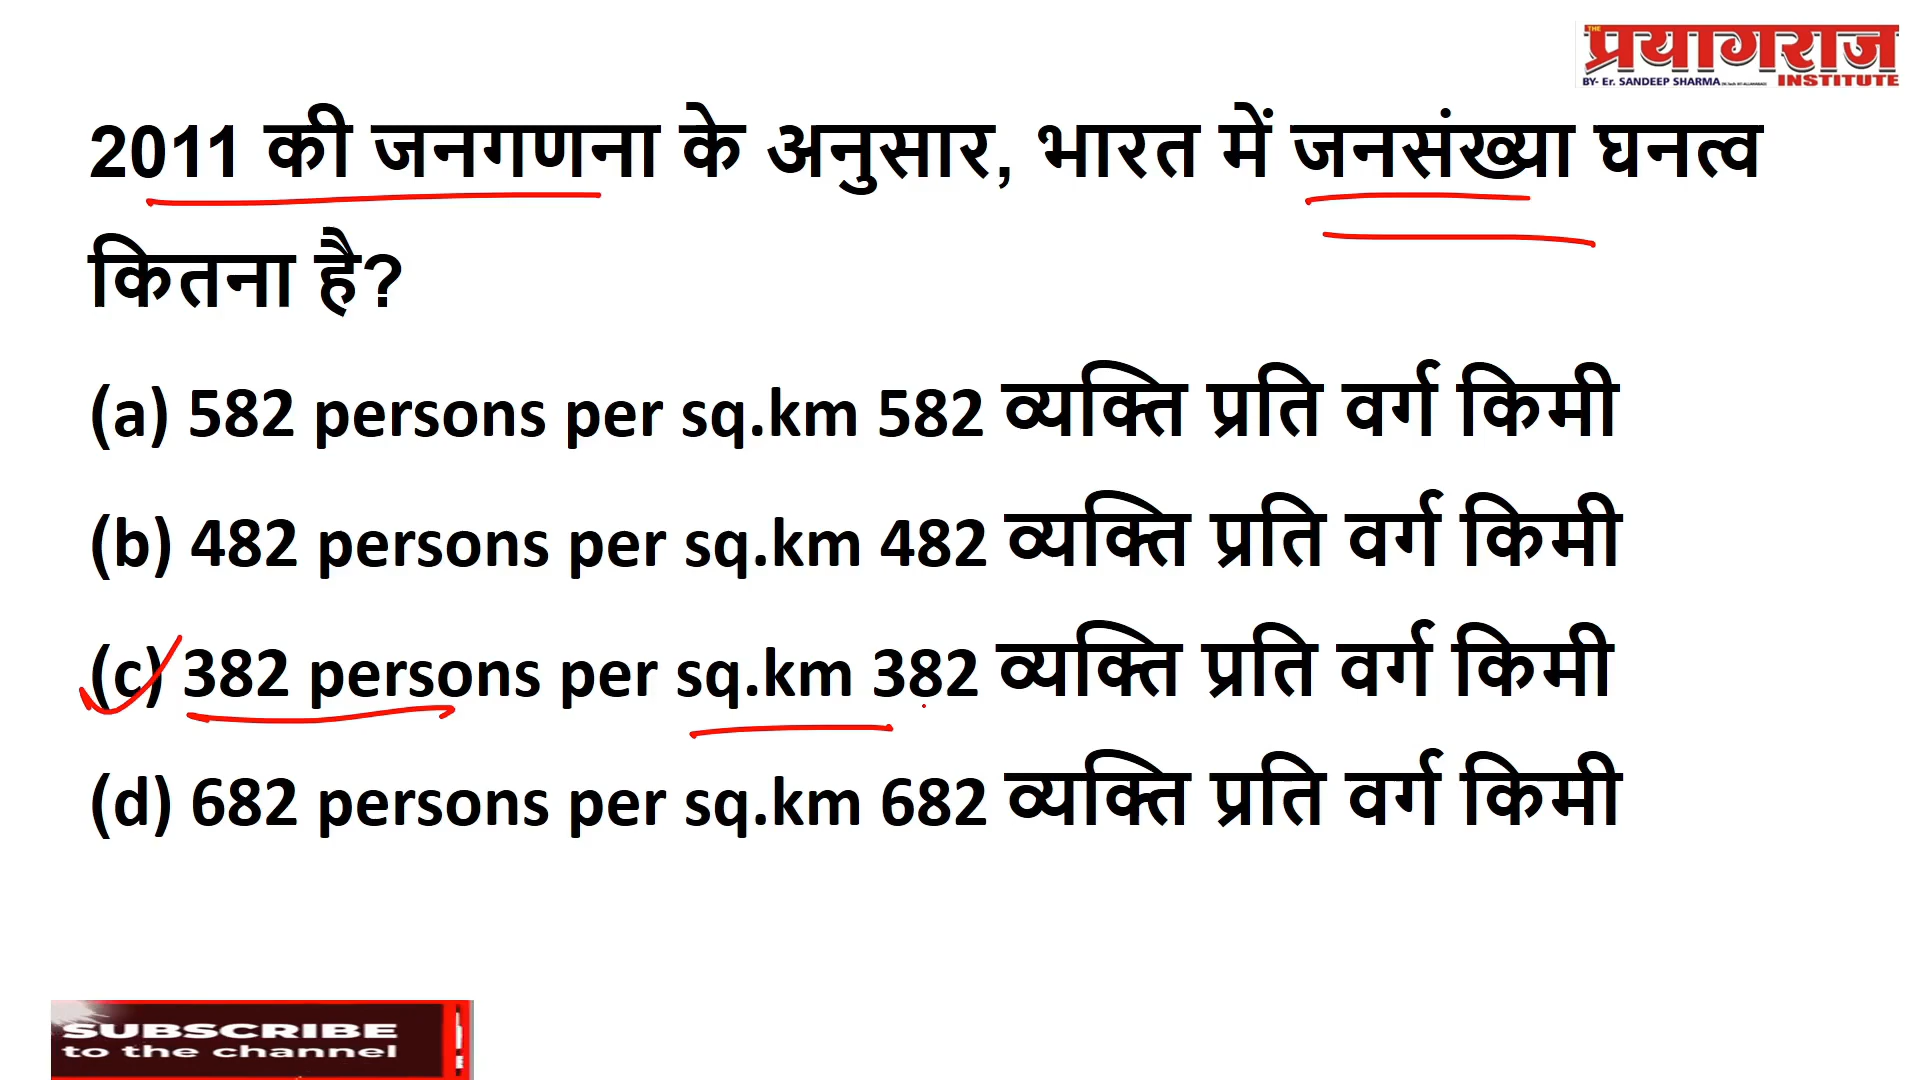 THE
प्रयागराज
BY- Er. SANDEEP SHARMA
INSTITUTE
2011 की जनगणना के अनुसार, भारत में जनसंख्या घनत्व
कितना है?
(a) 582 persons per sq.km 582 व्यक्ति प्रति वर्ग किमी
(b) 482 persons per sq.km 482 व्यक्ति प्रति वर्ग किमी
(c) 382 persons per sq.km 382 व्यक्ति प्रति वर्ग किमी
(d) 682 persons per sq.km 682 व्यक्ति प्रति वर्ग किमी
SUBSCRIBE
to the channel